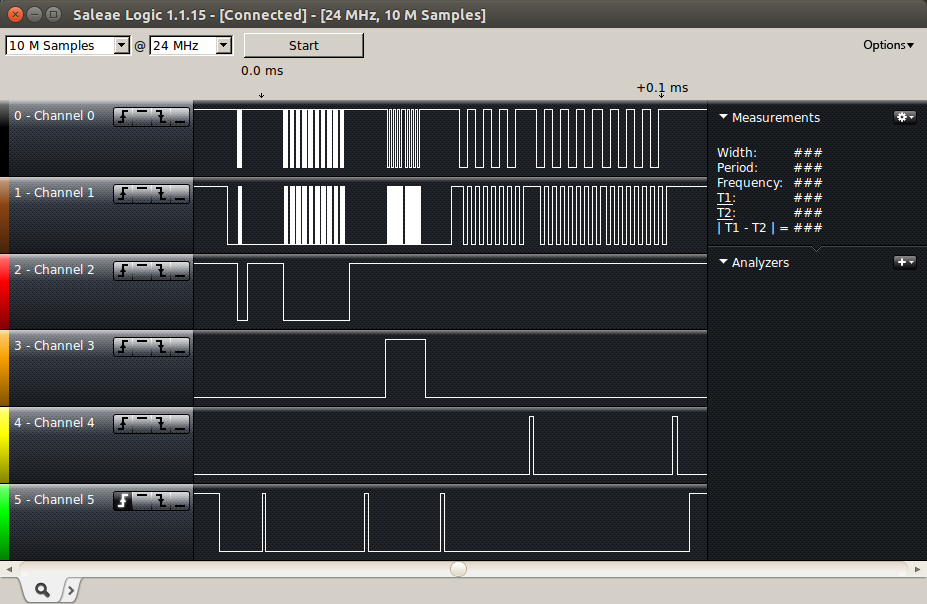 Saleae Logic 1.1.15 - [Connected] - [24 MHz, 10 M Samples]
10 M Samples @ 24 MHz Start Options
0.0 ms
+0.1 ms
0 - Channel 0
1 - Channel 1
2 - Channel 2
3 - Channel 3
4 - Channel 4
5 - Channel 5
Measurements
Width: ###
Period: ###
Frequency: ###
T1: ###
T2: ###
| T1 - T2 | = ###
Analyzers